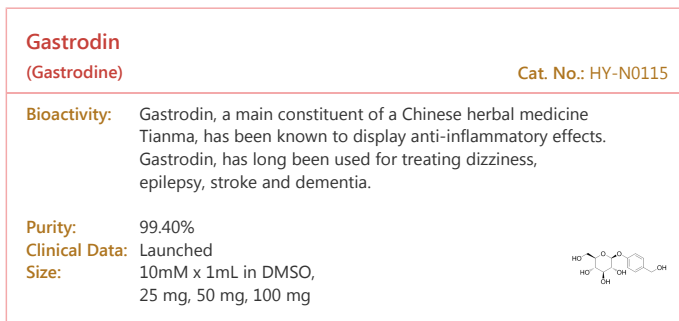 Gastrodin
(Gastrodine)
Cat. No.: HY-N0115
Bioactivity: Gastrodin, a main constituent of a Chinese herbal medicine
Tianma, has been known to display anti-inflammatory effects.
Gastrodin, has long been used for treating dizziness,
epilepsy, stroke and dementia.
Purity: 99.40%
Clinical Data: Launched
Size: 10mM x 1mL in DMSO,
25 mg, 50 mg, 100 mg
HO O O
HO OH OH
OH